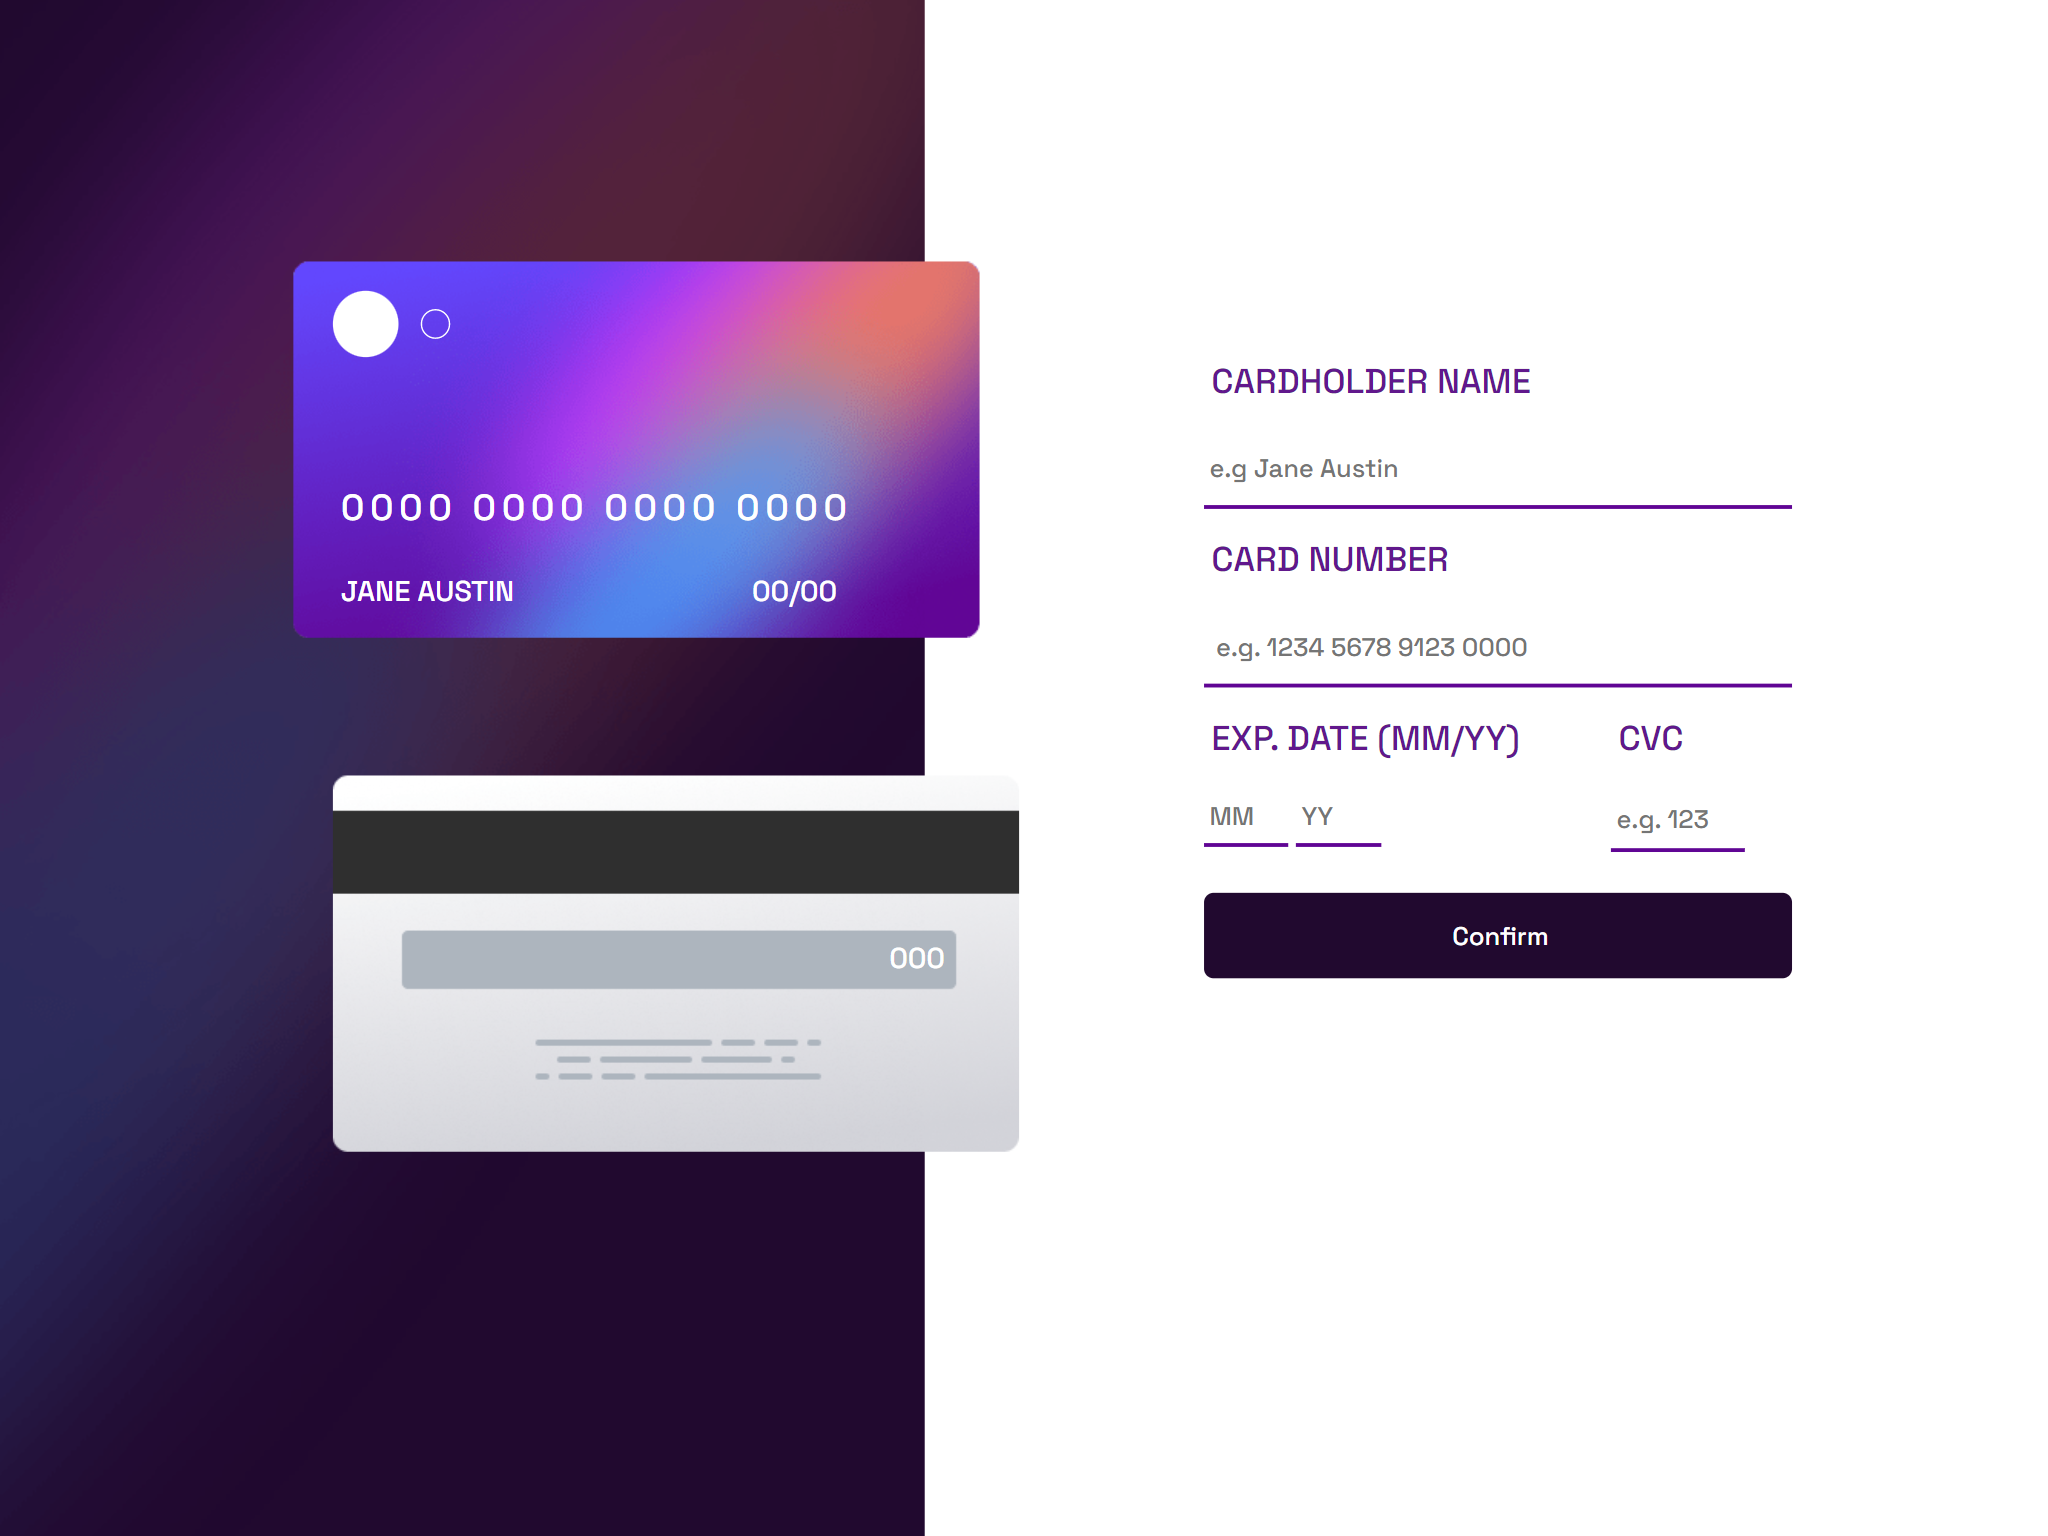 0000 0000 0000 0000
JANE AUSTIN 00/00
000
CARDHOLDER NAME
e.g Jane Austin
CARD NUMBER
e.g. 1234 5678 9123 0000
EXP. DATE (MM/YY) CVC
MM YY e.g. 123
Confirm